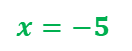 x = −5